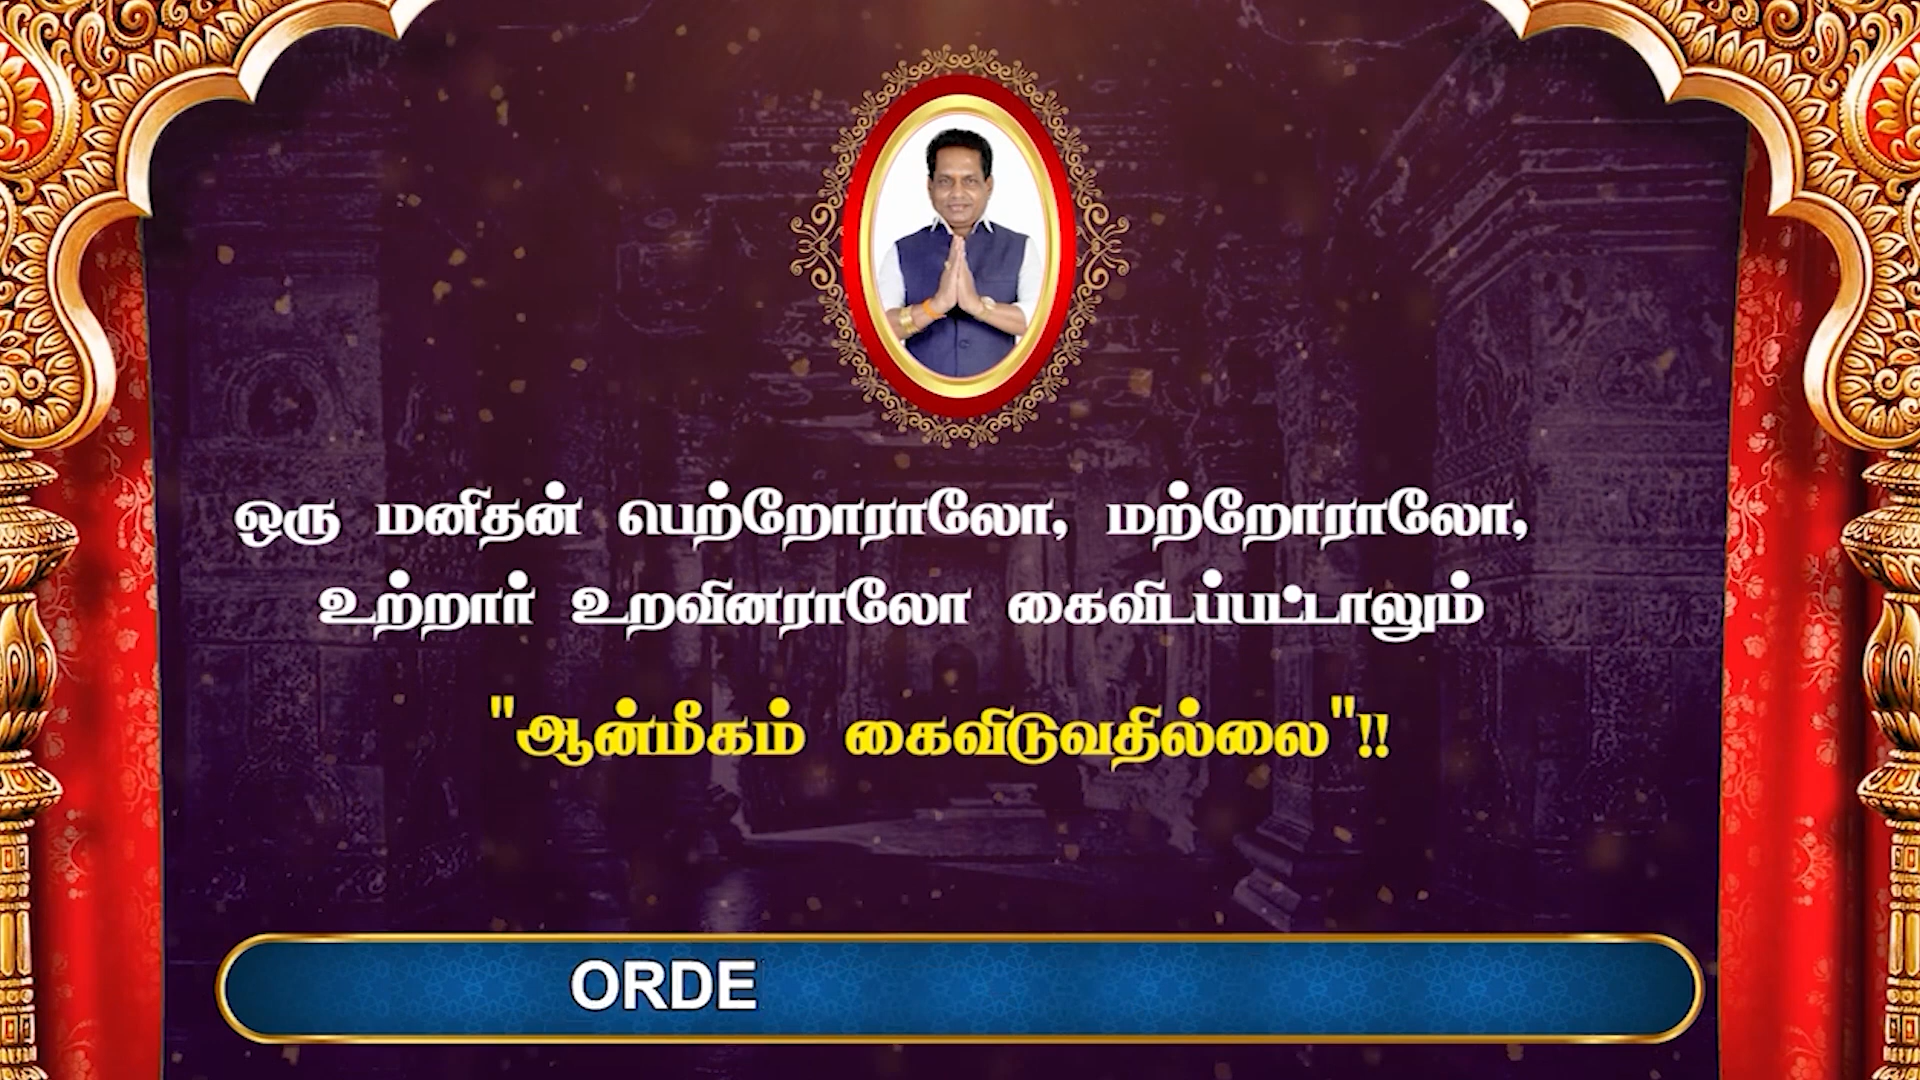 ஒரு மனிதன் பெற்றோராலோ, மற்றோராலோ,
உற்றார் உறவினராலோ கைவிடப்பட்டாலும்
"ஆன்மீகம் கைவிடுவதில்லை"!!
ORDE